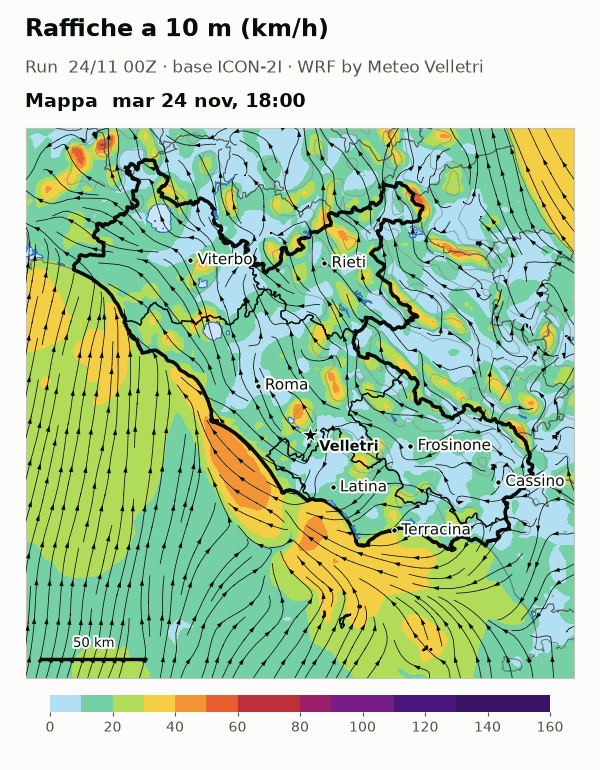 Raffiche a 10 m (km/h)
Run  24/11 00Z · base ICON-2I · WRF by Meteo Velletri
Mappa  mar 24 nov, 18:00
Viterbo
Rieti
Roma
Velletri
Frosinone
Latina
Cassino
Terracina
50 km
0 20 40 60 80 100 120 140 160